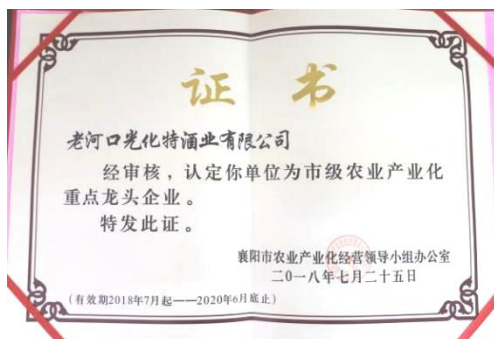 证 书
老河口光化特酒业有限公司
经审核，认定你单位为市级农业产业化
重点龙头企业。
特发此证。
襄阳市农业产业化经营领导小组办公室
二0一八年七月二十五日
(有效期2018年7月起——2020年6月底止)